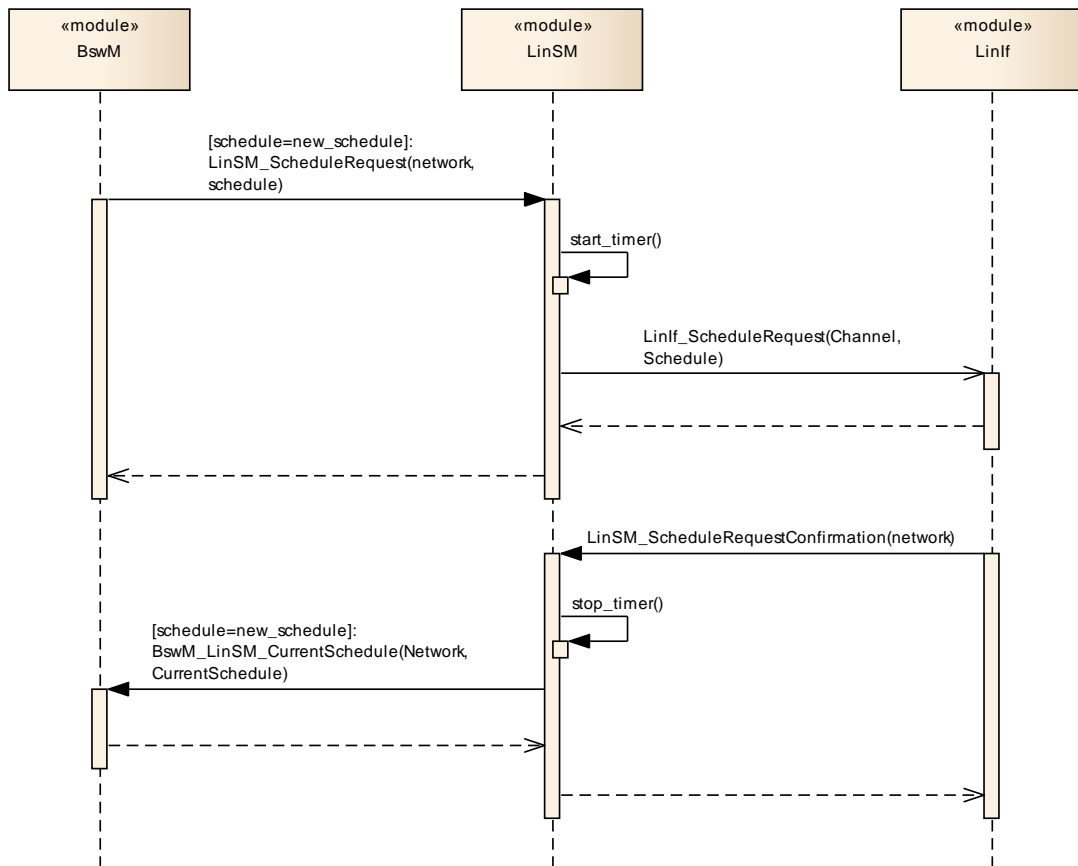 «module»
BswM
«module»
LinSM
«module»
LinIf
[schedule=new_schedule]:
LinSM_ScheduleRequest(network,
schedule)
start_timer()
LinIf_ScheduleRequest(Channel,
Schedule)
LinSM_ScheduleRequestConfirmation(network)
stop_timer()
[schedule=new_schedule]:
BswM_LinSM_CurrentSchedule(Network,
CurrentSchedule)